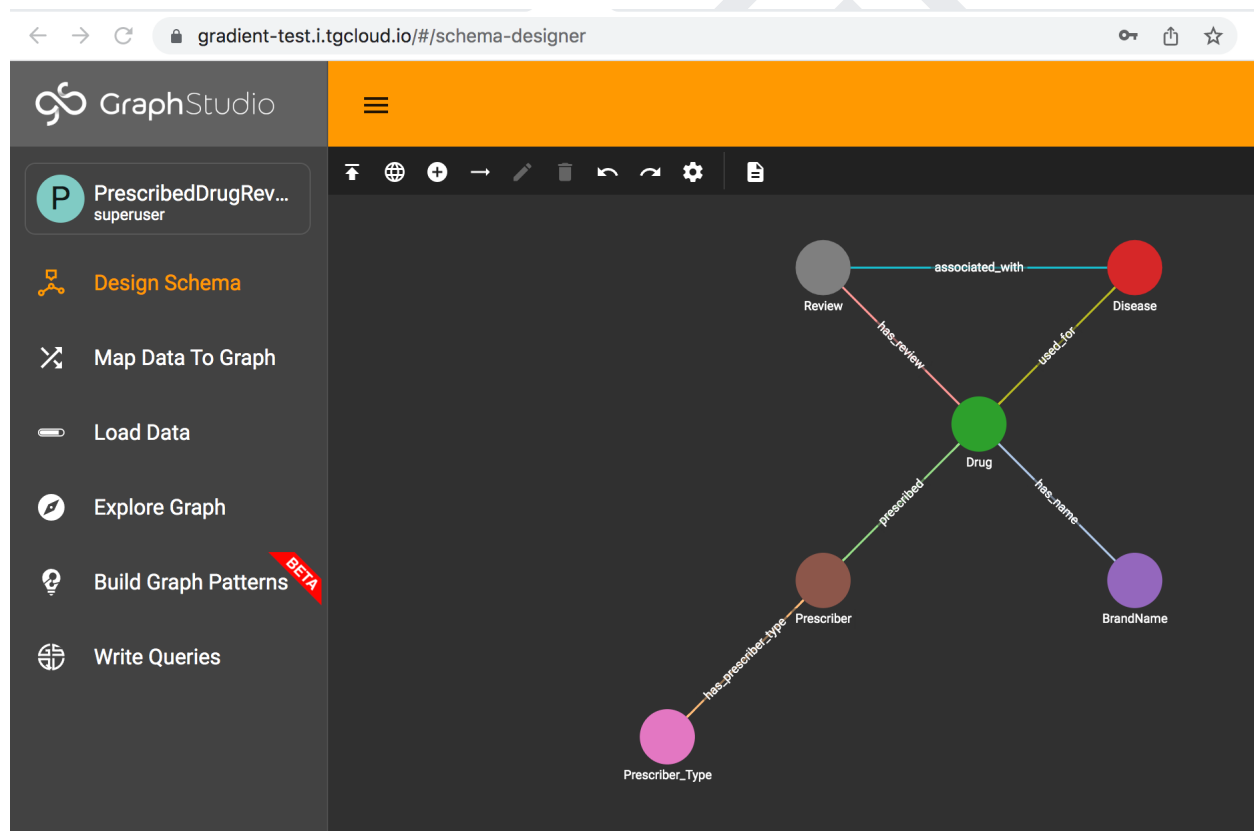 gradient-test.i.tgcloud.io/#/schema-designer
GraphStudio
P
PrescribedDrugRev...
superuser
Design Schema
Map Data To Graph
Load Data
Explore Graph
Build Graph Patterns
BETA
Write Queries
associated_with
Review
Disease
has_review
used_for
Drug
prescribed
has_name
Prescriber
BrandName
has_prescriber_type
Prescriber_Type